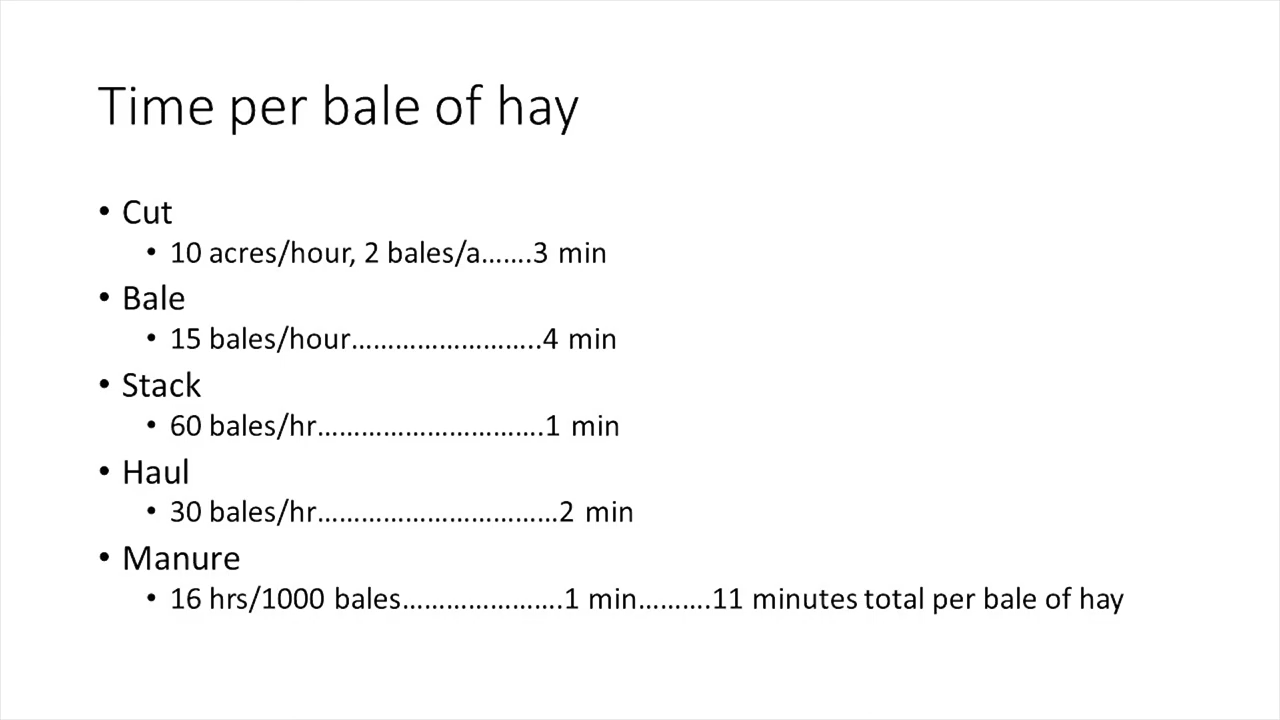 Time per bale of hay
• Cut
• 10 acres/hour, 2 bales/a…….3 min
• Bale
• 15 bales/hour……………………..4 min
• Stack
• 60 bales/hr………………………….1 min
• Haul
• 30 bales/hr……………………………2 min
• Manure
• 16 hrs/1000 bales………………….1 min……….11 minutes total per bale of hay